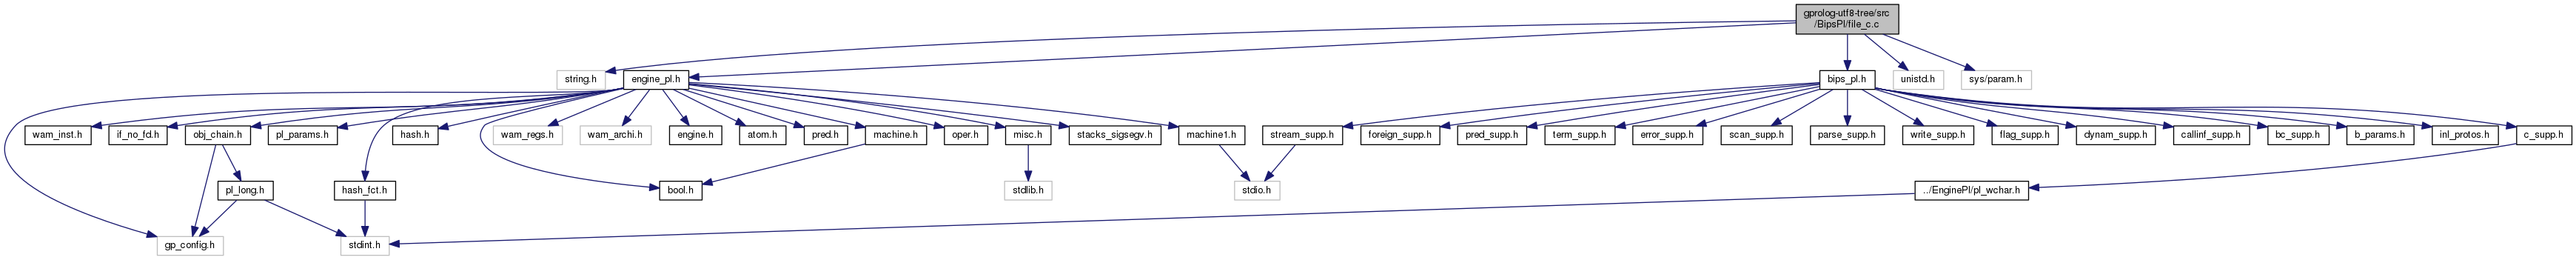 gprolog-utf8-tree/src
/BipsPl/file_c.c
string.h
engine_pl.h
bips_pl.h
unistd.h
sys/param.h
wam_inst.h
if_no_fd.h
obj_chain.h
pl_params.h
hash.h
wam_regs.h
wam_archi.h
engine.h
atom.h
pred.h
machine.h
oper.h
misc.h
stacks_sigsegv.h
machine1.h
stream_supp.h
foreign_supp.h
pred_supp.h
term_supp.h
error_supp.h
scan_supp.h
parse_supp.h
write_supp.h
flag_supp.h
dynam_supp.h
callinf_supp.h
bc_supp.h
b_params.h
inl_protos.h
c_supp.h
pl_long.h
hash_fct.h
bool.h
stdlib.h
stdio.h
../EnginePl/pl_wchar.h
gp_config.h
stdint.h